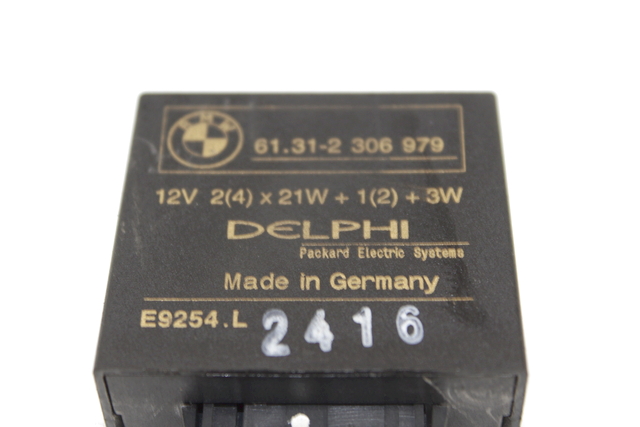 BMW
61.31-2 306 979
12V 2(4) x 21W + 1(2) + 3W
DELPHI
Packard Electric Systems
Made in Germany
E9254.L 2416